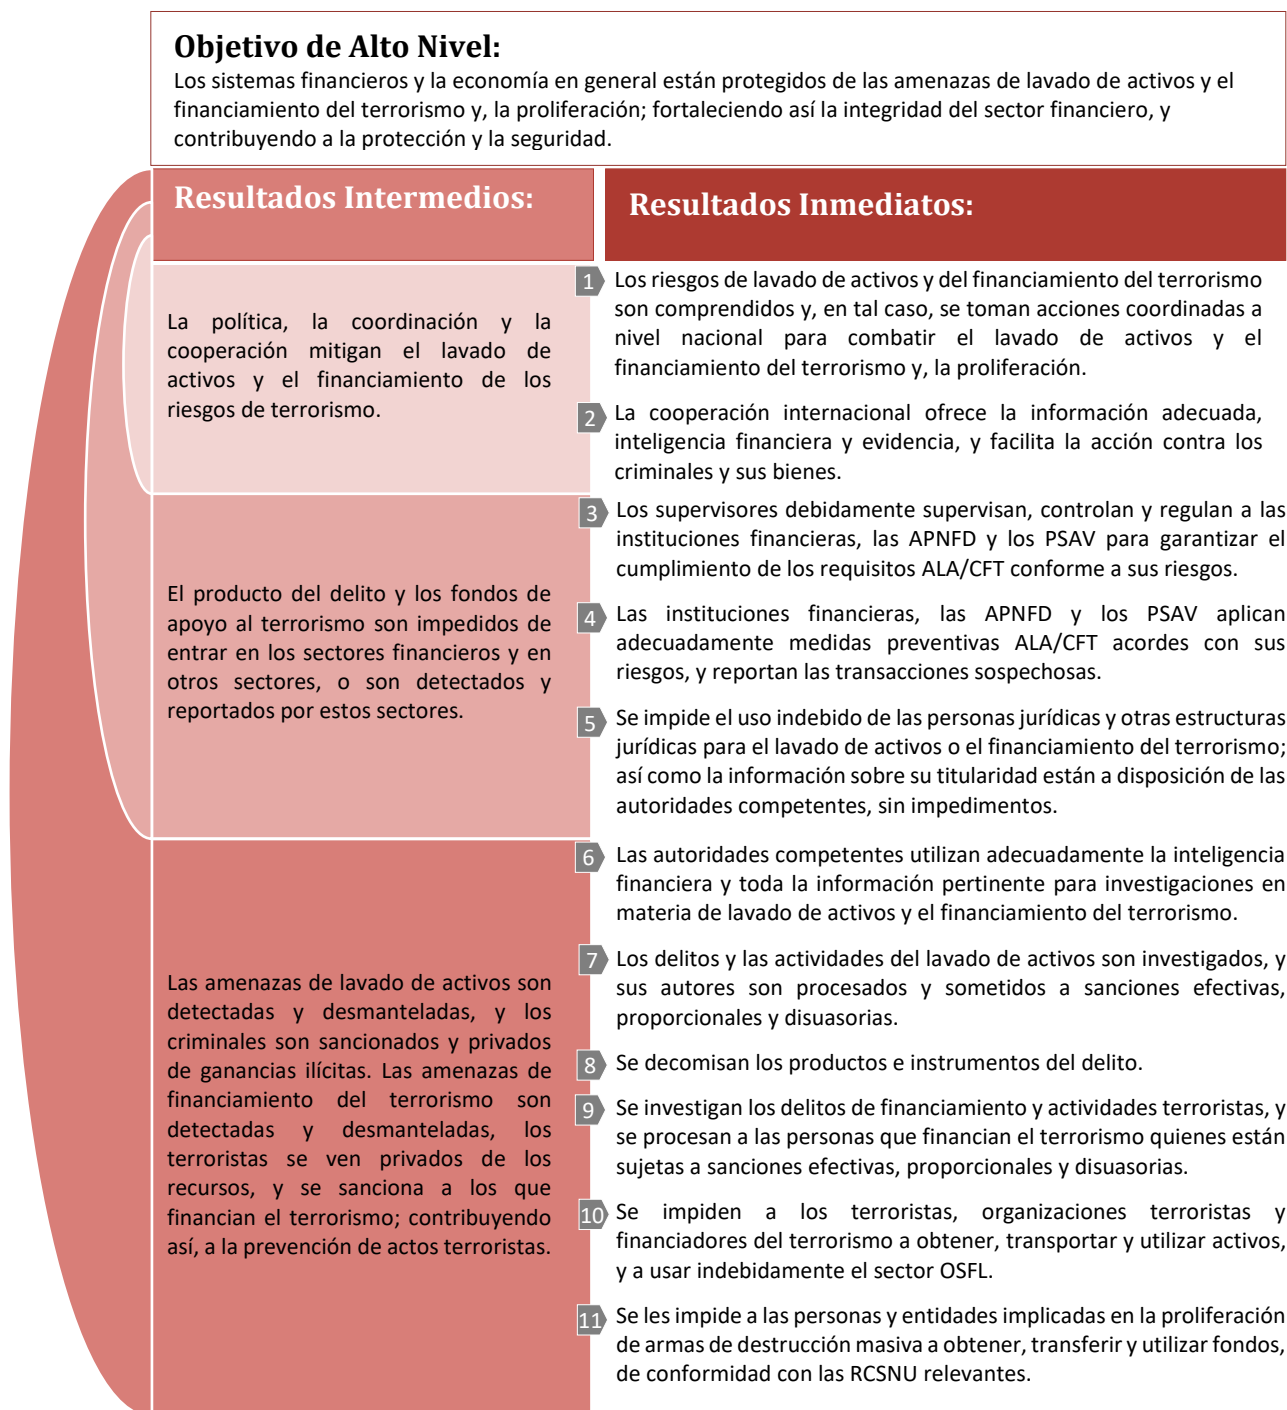 Objetivo de Alto Nivel:
Los sistemas financieros y la economía en general están protegidos de las amenazas de lavado de activos y el
financiamiento del terrorismo y, la proliferación; fortaleciendo así la integridad del sector financiero, y
contribuyendo a la protección y la seguridad.
Resultados Intermedios:
Resultados Inmediatos:
La política, la coordinación y la
cooperación mitigan el lavado de
activos y el financiamiento de los
riesgos de terrorismo.
1 Los riesgos de lavado de activos y del financiamiento del terrorismo
son comprendidos y, en tal caso, se toman acciones coordinadas a
nivel nacional para combatir el lavado de activos y el
financiamiento del terrorismo y, la proliferación.
2 La cooperación internacional ofrece la información adecuada,
inteligencia financiera y evidencia, y facilita la acción contra los
criminales y sus bienes.
El producto del delito y los fondos de
apoyo al terrorismo son impedidos de
entrar en los sectores financieros y en
otros sectores, o son detectados y
reportados por estos sectores.
3 Los supervisores debidamente supervisan, controlan y regulan a las
instituciones financieras, las APNFD y los PSAV para garantizar el
cumplimiento de los requisitos ALA/CFT conforme a sus riesgos.
4 Las instituciones financieras, las APNFD y los PSAV aplican
adecuadamente medidas preventivas ALA/CFT acordes con sus
riesgos, y reportan las transacciones sospechosas.
5 Se impide el uso indebido de las personas jurídicas y otras estructuras
jurídicas para el lavado de activos o el financiamiento del terrorismo;
así como la información sobre su titularidad están a disposición de las
autoridades competentes, sin impedimentos.
Las amenazas de lavado de activos son
detectadas y desmanteladas, y los
criminales son sancionados y privados
de ganancias ilícitas. Las amenazas de
financiamiento del terrorismo son
detectadas y desmanteladas, los
terroristas se ven privados de los
recursos, y se sanciona a los que
financian el terrorismo; contribuyendo
así, a la prevención de actos terroristas.
6 Las autoridades competentes utilizan adecuadamente la inteligencia
financiera y toda la información pertinente para investigaciones en
materia de lavado de activos y el financiamiento del terrorismo.
7 Los delitos y las actividades del lavado de activos son investigados, y
sus autores son procesados y sometidos a sanciones efectivas,
proporcionales y disuasorias.
8 Se decomisan los productos e instrumentos del delito.
9 Se investigan los delitos de financiamiento y actividades terroristas, y
se procesan a las personas que financian el terrorismo quienes están
sujetas a sanciones efectivas, proporcionales y disuasorias.
10 Se impiden a los terroristas, organizaciones terroristas y
financiadores del terrorismo a obtener, transportar y utilizar activos,
y a usar indebidamente el sector OSFL.
11 Se les impide a las personas y entidades implicadas en la proliferación
de armas de destrucción masiva a obtener, transferir y utilizar fondos,
de conformidad con las RCSNU relevantes.